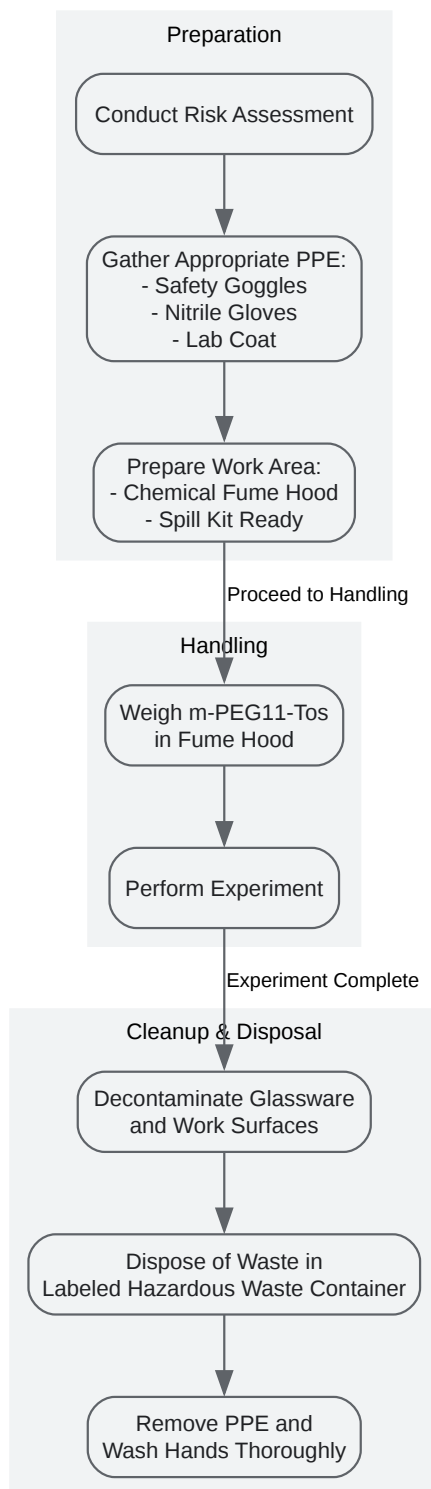 Preparation
Conduct Risk Assessment
Gather Appropriate PPE:
- Safety Goggles
- Nitrile Gloves
- Lab Coat
Prepare Work Area:
- Chemical Fume Hood
- Spill Kit Ready
Proceed to Handling
Handling
Weigh m-PEG11-Tos
in Fume Hood
Perform Experiment
Experiment Complete
Cleanup & Disposal
Decontaminate Glassware
and Work Surfaces
Dispose of Waste in
Labeled Hazardous Waste Container
Remove PPE and
Wash Hands Thoroughly